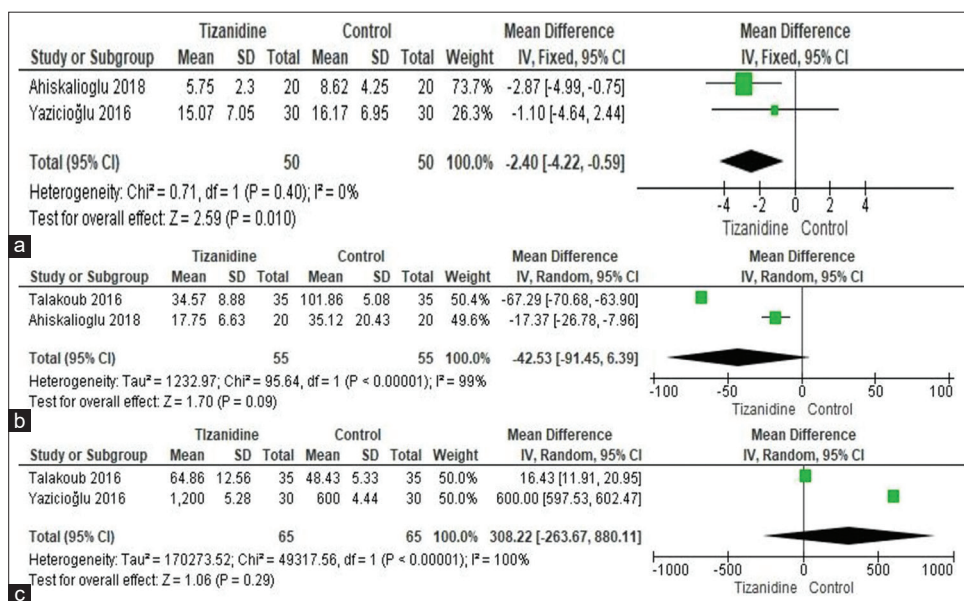 Tizanidine Control Mean Difference Mean Difference
Study or Subgroup Mean SD Total Mean SD Total Weight IV, Fixed, 95% CI IV, Fixed, 95% CI
Ahiskalioglu 2018 5.75 2.3 20 8.62 4.25 20 73.7% -2.87 [-4.99, -0.75]
Yazicioğlu 2016 15.07 7.05 30 16.17 6.95 30 26.3% -1.10 [-4.64, 2.44]
Total (95% CI) 50 50 100.0% -2.40 [-4.22, -0.59]
Heterogeneity: Chi² = 0.71, df = 1 (P = 0.40); I² = 0%
Test for overall effect: Z = 2.59 (P = 0.010)
-4 -2 0 2 4
Tizanidine Control
a
Tizanidine Control Mean Difference Mean Difference
Study or Subgroup Mean SD Total Mean SD Total Weight IV, Random, 95% CI IV, Random, 95% CI
Talakoub 2016 34.57 8.88 35 101.86 5.08 35 50.4% -67.29 [-70.68, -63.90]
Ahiskalioglu 2018 17.75 6.63 20 35.12 20.43 20 49.6% -17.37 [-26.78, -7.96]
Total (95% CI) 55 55 100.0% -42.53 [-91.45, 6.39]
Heterogeneity: Tau² = 1232.97; Chi² = 95.64, df = 1 (P < 0.00001); I² = 99%
Test for overall effect: Z = 1.70 (P = 0.09)
-100 -50 0 50 100
Tizanidine Control
b
TIzanidine Control Mean Difference Mean Difference
Study or Subgroup Mean SD Total Mean SD Total Weight IV, Random, 95% CI IV, Random, 95% CI
Talakoub 2016 64.86 12.56 35 48.43 5.33 35 50.0% 16.43 [11.91, 20.95]
Yazicioğlu 2016 1,200 5.28 30 600 4.44 30 50.0% 600.00 [597.53, 602.47]
Total (95% CI) 65 65 100.0% 308.22 [-263.67, 880.11]
Heterogeneity: Tau² = 170273.52; Chi² = 49317.56, df = 1 (P < 0.00001); I² = 100%
Test for overall effect: Z = 1.06 (P = 0.29)
-1000 -500 0 500 1000
Tizanidine Control
c